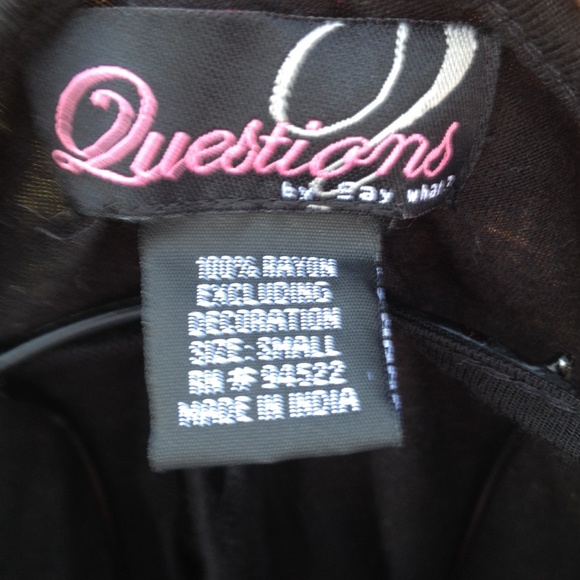 Questions
by say what?
100% RAYON
EXCLUDING
DECORATION
SIZE: SMALL
RN # 94522
MADE IN INDIA